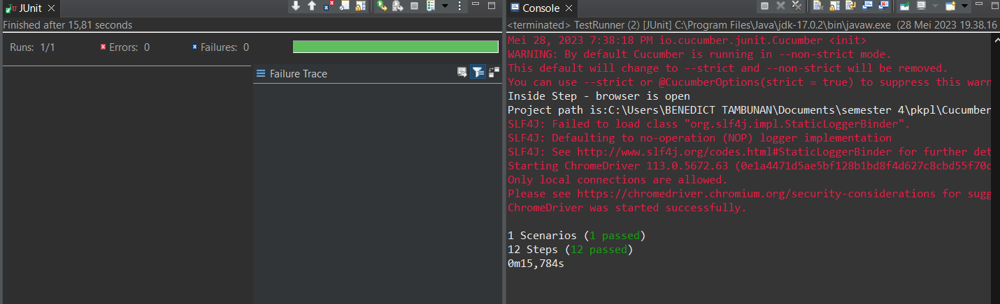 JUnit
Finished after 15,81 seconds
Runs: 1/1
Errors: 0
Failures: 0
Failure Trace
Console
<terminated> TestRunner (2) [JUnit] C:\Program Files\Java\jdk-17.0.2\bin\javaw.exe (28 Mei 2023 19.38.16
Mei 28, 2023 7:38:18 PM io.cucumber.junit.Cucumber <init>
WARNING: By default Cucumber is running in --non-strict mode.
This default will change to --strict and --non-strict will be removed.
You can use --strict or @CucumberOptions(strict = true) to suppress this warn
Inside Step - browser is open
Project path is:C:\Users\BENEDICT TAMBUNAN\Documents\semester 4\pkpl\Cucumber
SLF4J: Failed to load class "org.slf4j.impl.StaticLoggerBinder".
SLF4J: Defaulting to no-operation (NOP) logger implementation
SLF4J: See http://www.slf4j.org/codes.html#StaticLoggerBinder for further det
Starting ChromeDriver 113.0.5672.63 (0e1a4471d5ae5bf128b1bd8f4d627c8cbd55f70c
Only local connections are allowed.
Please see https://chromedriver.chromium.org/security-considerations for sugg
ChromeDriver was started successfully.
1 Scenarios (1 passed)
12 Steps (12 passed)
0m15,784s